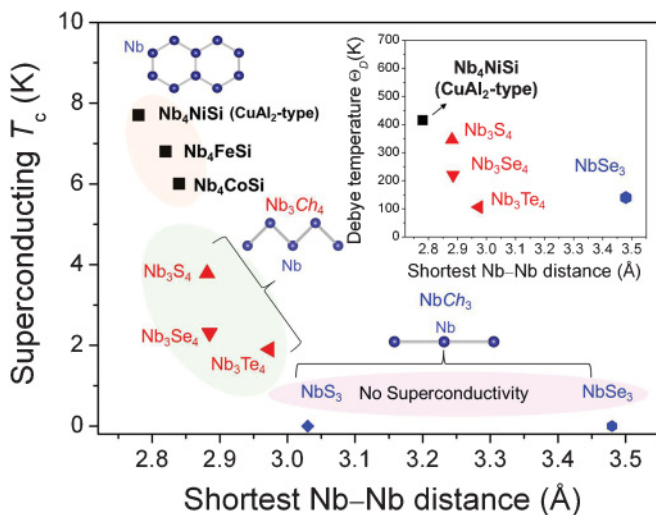 10
8
6
4
2
0
Superconducting Tc (K)
2.8 2.9 3.0 3.1 3.2 3.3 3.4 3.5
Shortest Nb–Nb distance (Å)
Nb
Nb₄NiSi (CuAl₂-type)
Nb₄FeSi
Nb₄CoSi
Nb₃Ch₄
Nb
Nb₃S₄
Nb₃Se₄
Nb₃Te₄
NbCh₃
Nb
NbS₃ No Superconductivity NbSe₃
700
600
500
400
300
200
100
0
Debye temperature ΘD(K)
Nb₄NiSi
(CuAl₂-type)
Nb₃S₄
Nb₃Se₄
Nb₃Te₄
NbSe₃
2.8 2.9 3.0 3.1 3.2 3.3 3.4 3.5
Shortest Nb–Nb distance (Å)